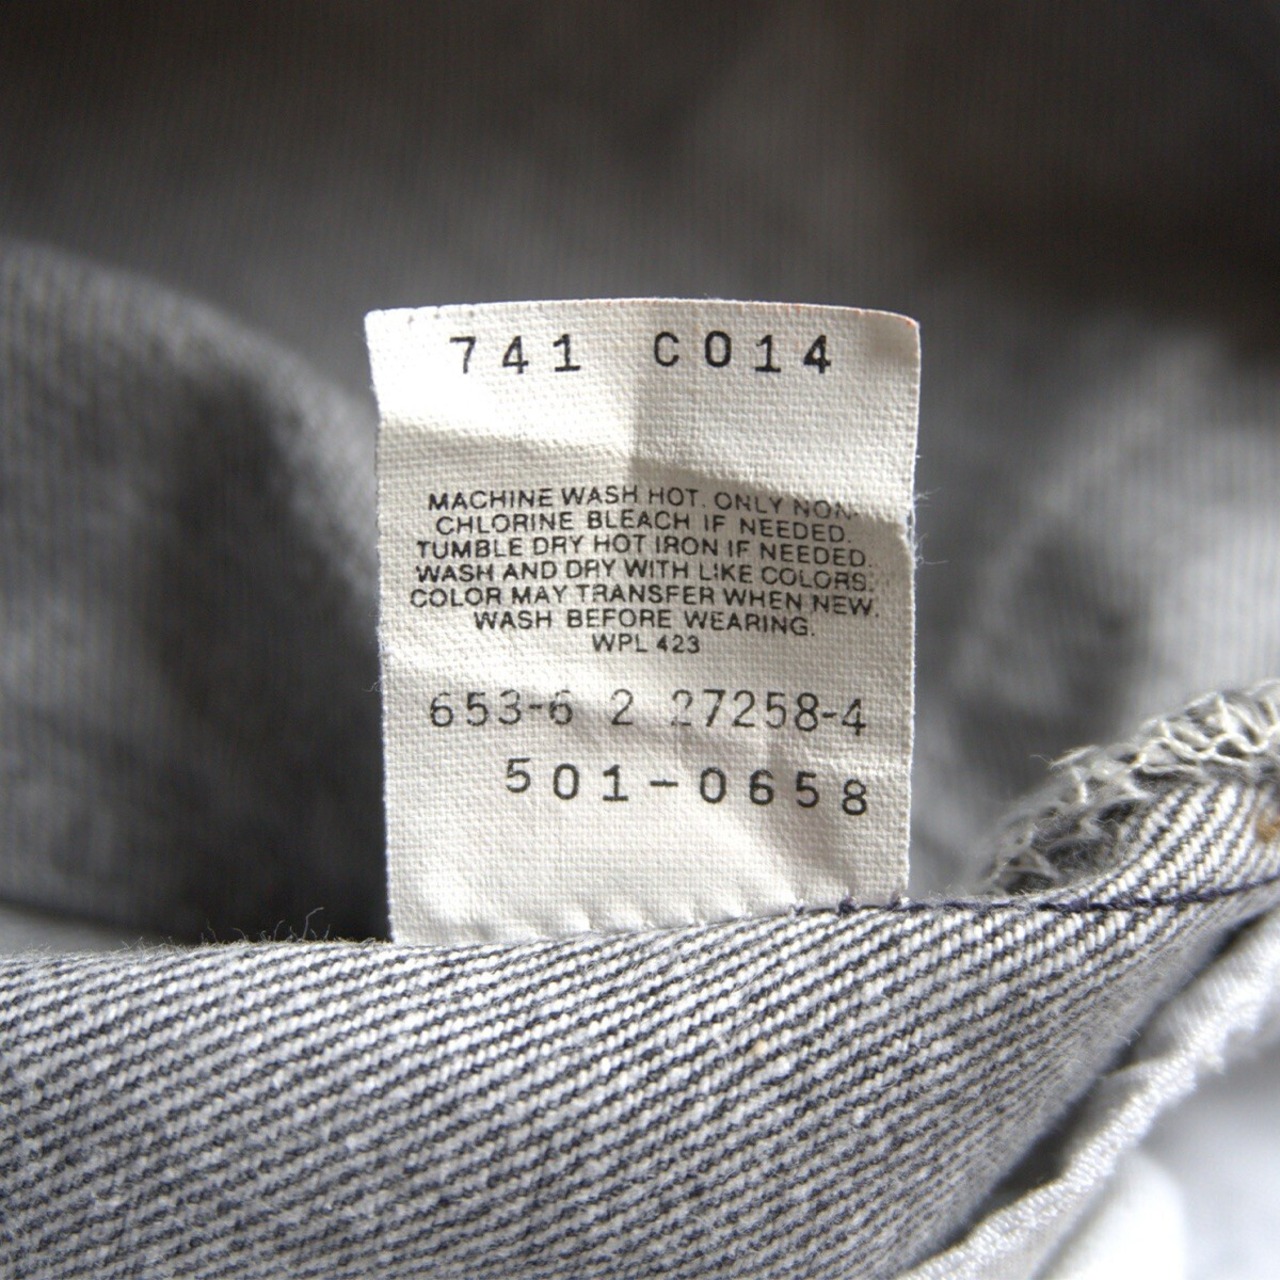 741 C014
MACHINE WASH HOT. ONLY NON-
CHLORINE BLEACH IF NEEDED.
TUMBLE DRY HOT IRON IF NEEDED.
WASH AND DRY WITH LIKE COLORS.
COLOR MAY TRANSFER WHEN NEW.
WASH BEFORE WEARING.
WPL 423
653-6 2 27258-4
501-0658